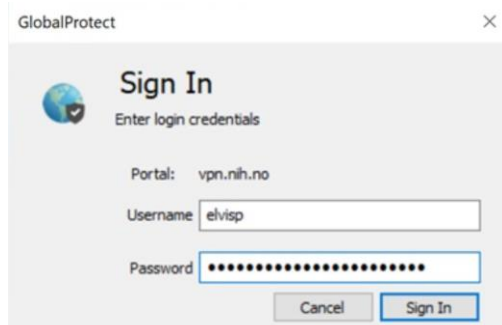 GlobalProtect
Sign In
Enter login credentials
Portal: vpn.nih.no
Username elvisp
Password ••••••••••••••••••••••••
Cancel Sign In